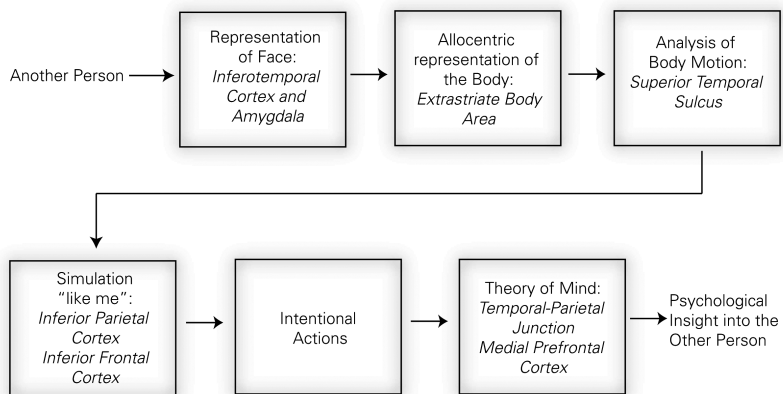 Another Person
Representation
of Face:
Inferotemporal
Cortex and
Amygdala
Allocentric
representation of
the Body:
Extrastriate Body
Area
Analysis of
Body Motion:
Superior Temporal
Sulcus
Simulation
“like me”:
Inferior Parietal
Cortex
Inferior Frontal
Cortex
Intentional
Actions
Theory of Mind:
Temporal-Parietal
Junction
Medial Prefrontal
Cortex
Psychological
Insight into the
Other Person